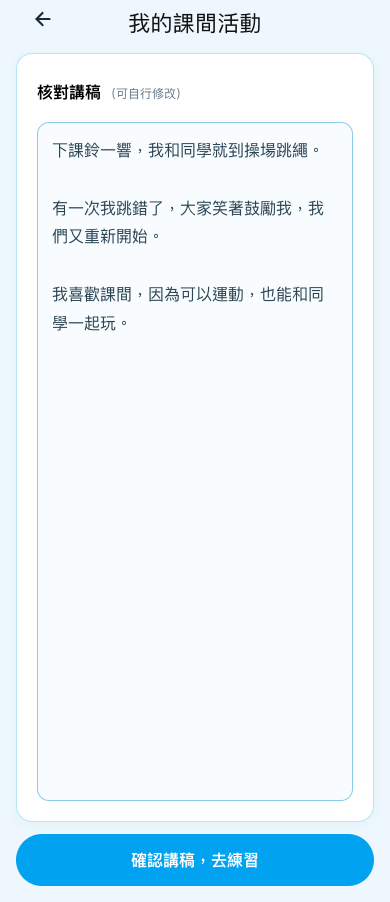 我的課間活動
核對講稿 (可自行修改)
下課鈴一響，我和同學就到操場跳繩。
有一次我跳錯了，大家笑著鼓勵我，我
們又重新開始。
我喜歡課間，因為可以運動，也能和同
學一起玩。
確認講稿，去練習